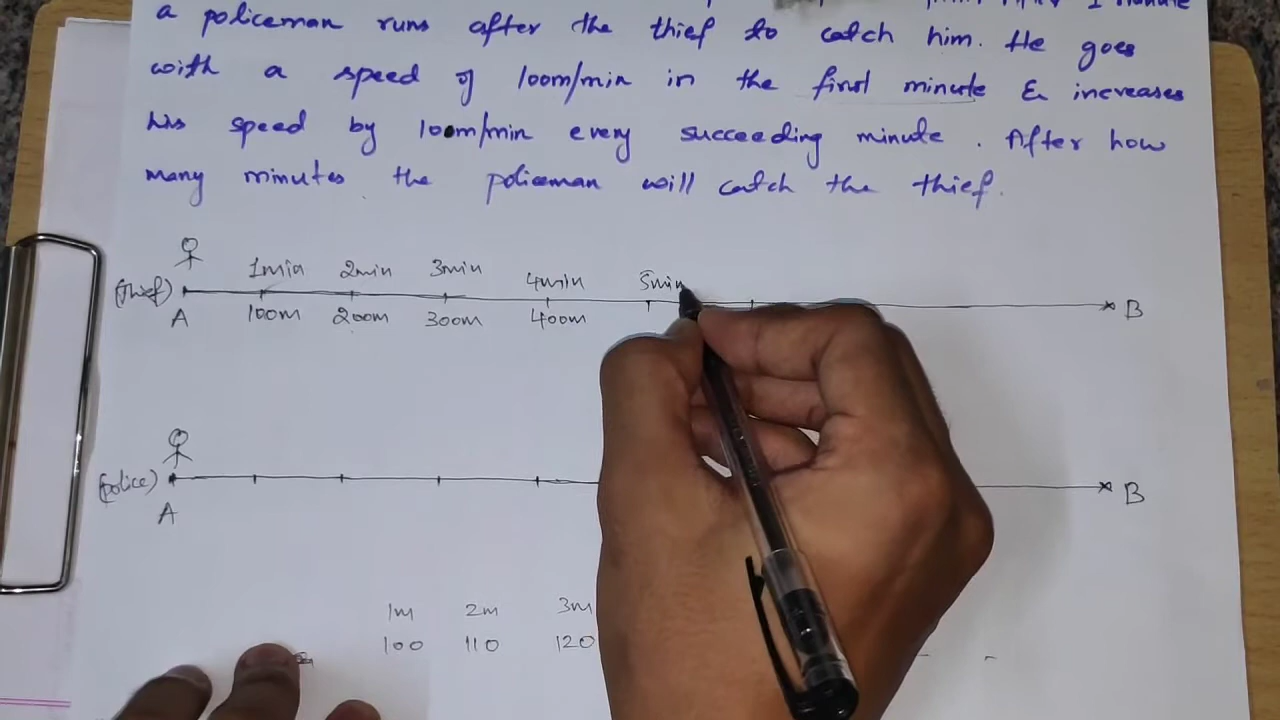 a policeman runs after the thief to catch him. He goes
with a speed of 100m/min in the first minute & increases
his speed by 10m/min every succeeding minute. After how
many minutes the policeman will catch the thief.
1min 2min 3min 4min 5min
(Thief)
A 100m 200m 300m 400m B
(police)
A B
1m 2m 3m
100 110 120